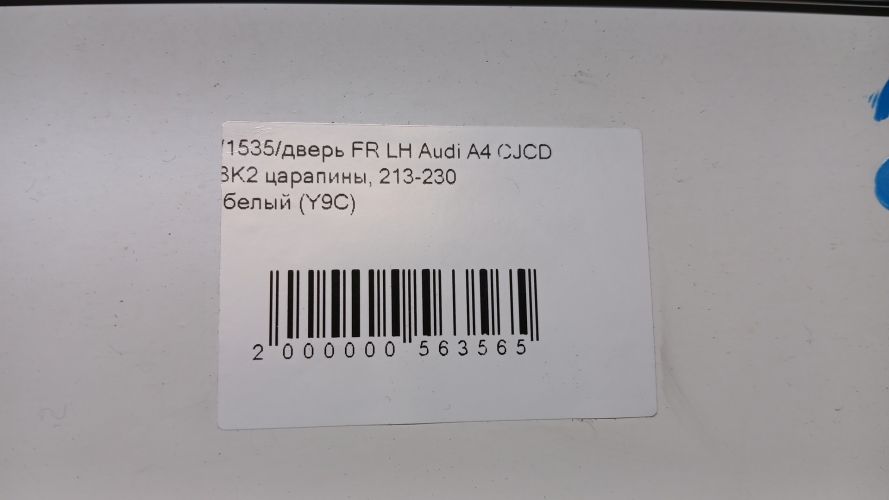 /1535/дверь FR LH Audi A4 CJCD
8K2 царапины, 213-230
белый (Y9C)
2 000000 563565